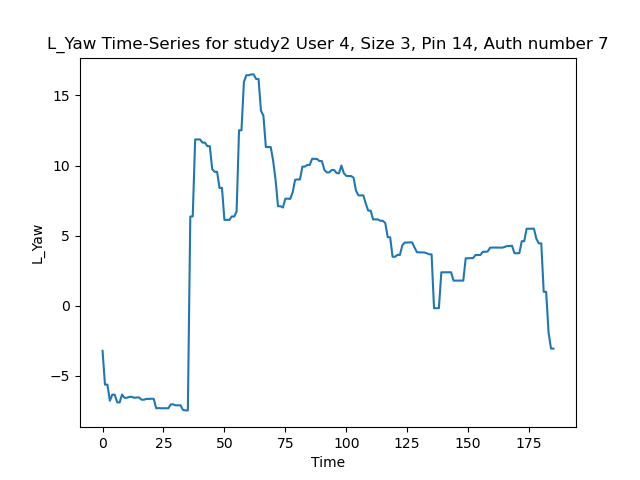 L_Yaw Time-Series for study2 User 4, Size 3, Pin 14, Auth number 7
15
10
5
0
−5
L_Yaw
0 25 50 75 100 125 150 175
Time